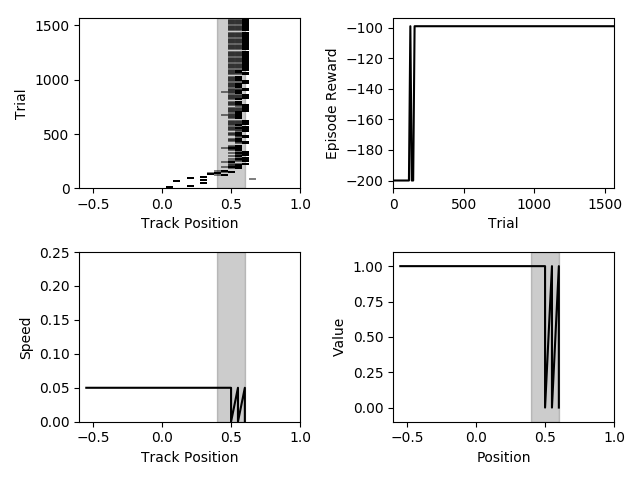 1500
1000
500
0
Trial
−0.5 0.0 0.5 1.0
Track Position
−100
−120
−140
−160
−180
−200
Episode Reward
0 500 1000 1500
Trial
0.25
0.20
0.15
0.10
0.05
0.00
Speed
−0.5 0.0 0.5 1.0
Track Position
1.00
0.75
0.50
0.25
0.00
Value
−0.5 0.0 0.5 1.0
Position